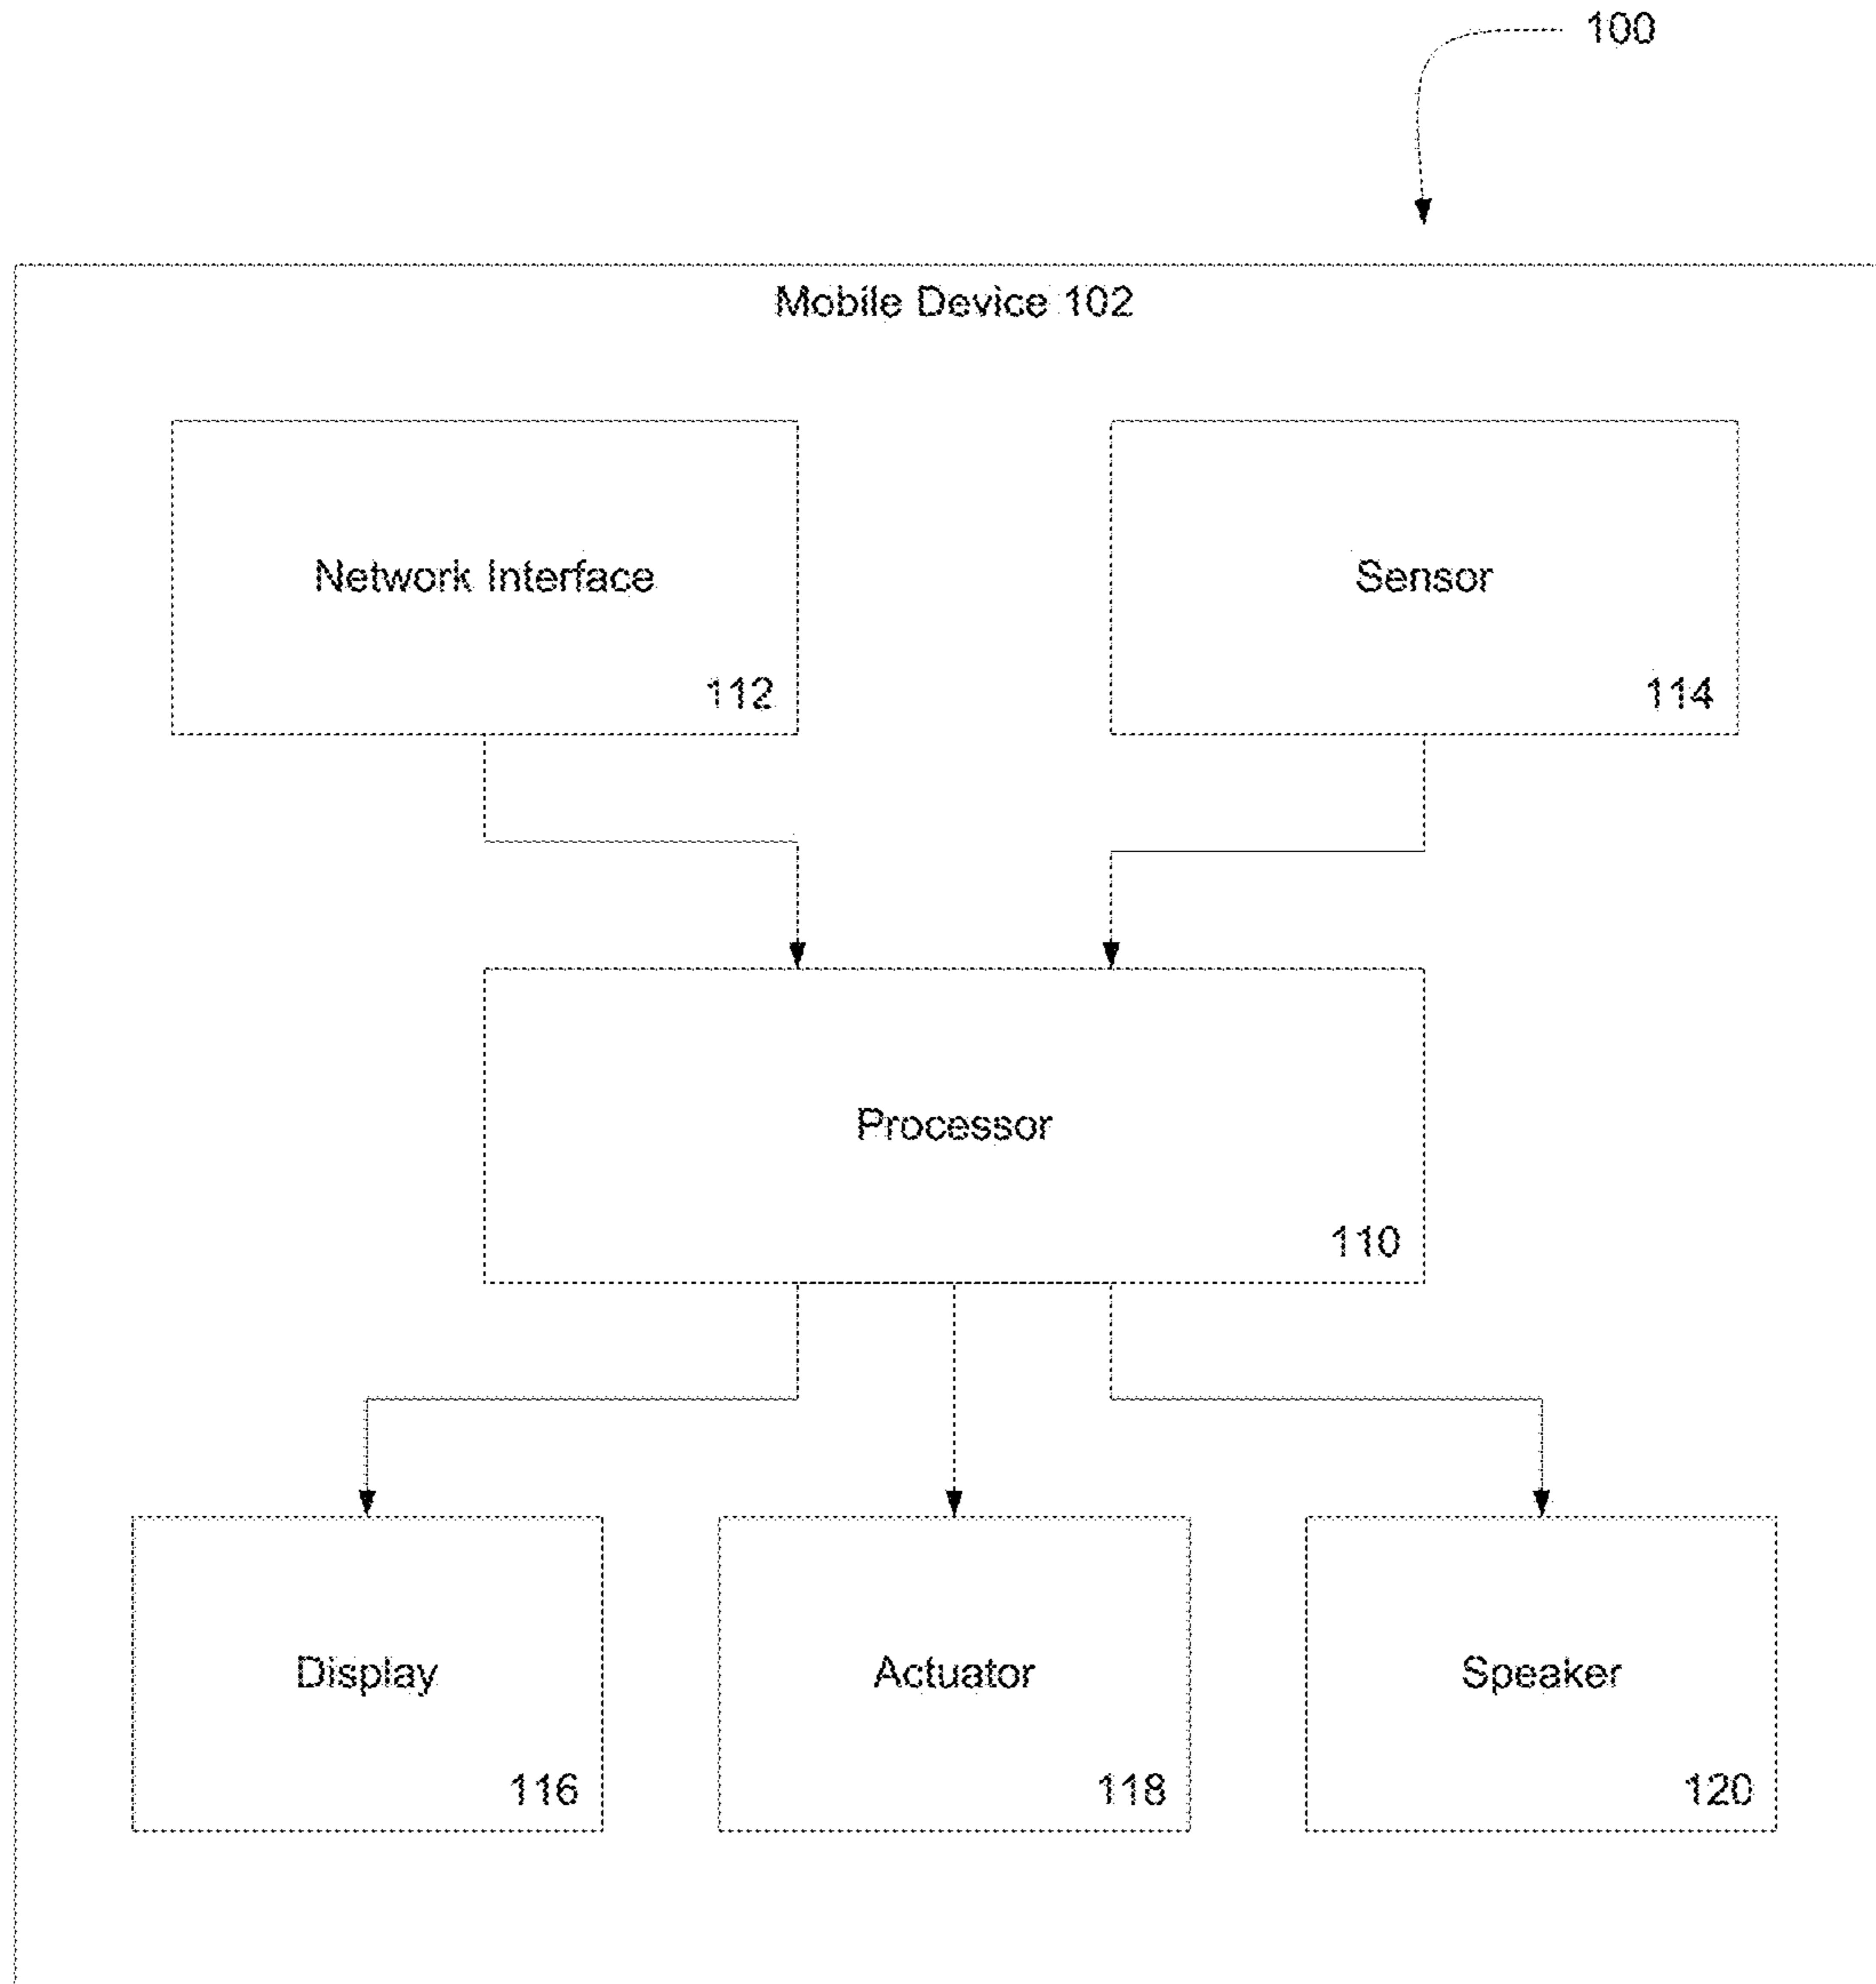 100
Mobile Device 102
Network Interface
112
Sensor
114
Processor
110
Display
116
Actuator
118
Speaker
120